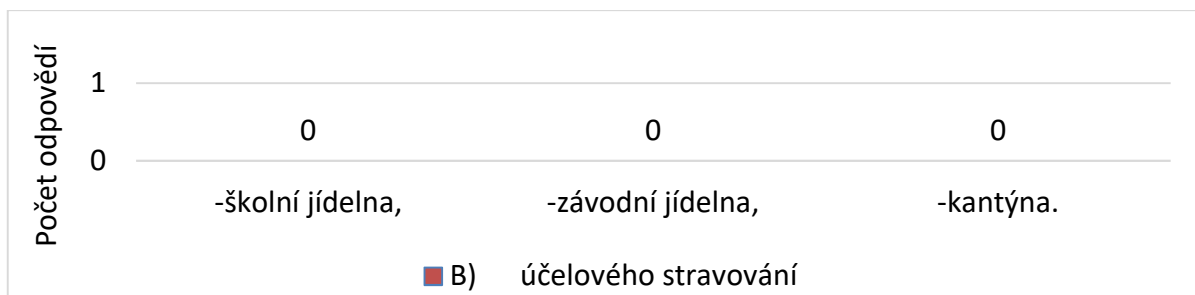 Počet odpovědí
1
0 0 0
0
-školní jídelna, -závodní jídelna, -kantýna.
B) účelového stravování